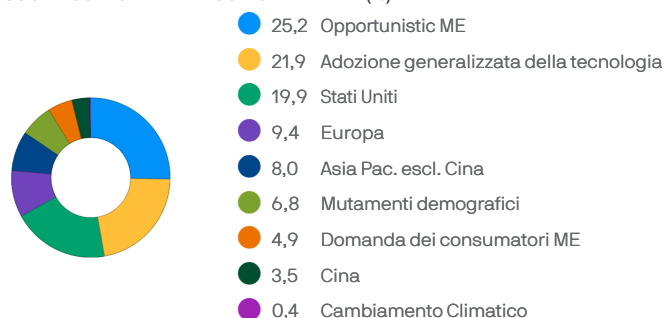 25,2 Opportunistic ME
21,9 Adozione generalizzata della tecnologia
19,9 Stati Uniti
9,4 Europa
8,0 Asia Pac. escl. Cina
6,8 Mutamenti demografici
4,9 Domanda dei consumatori ME
3,5 Cina
0,4 Cambiamento Climatico